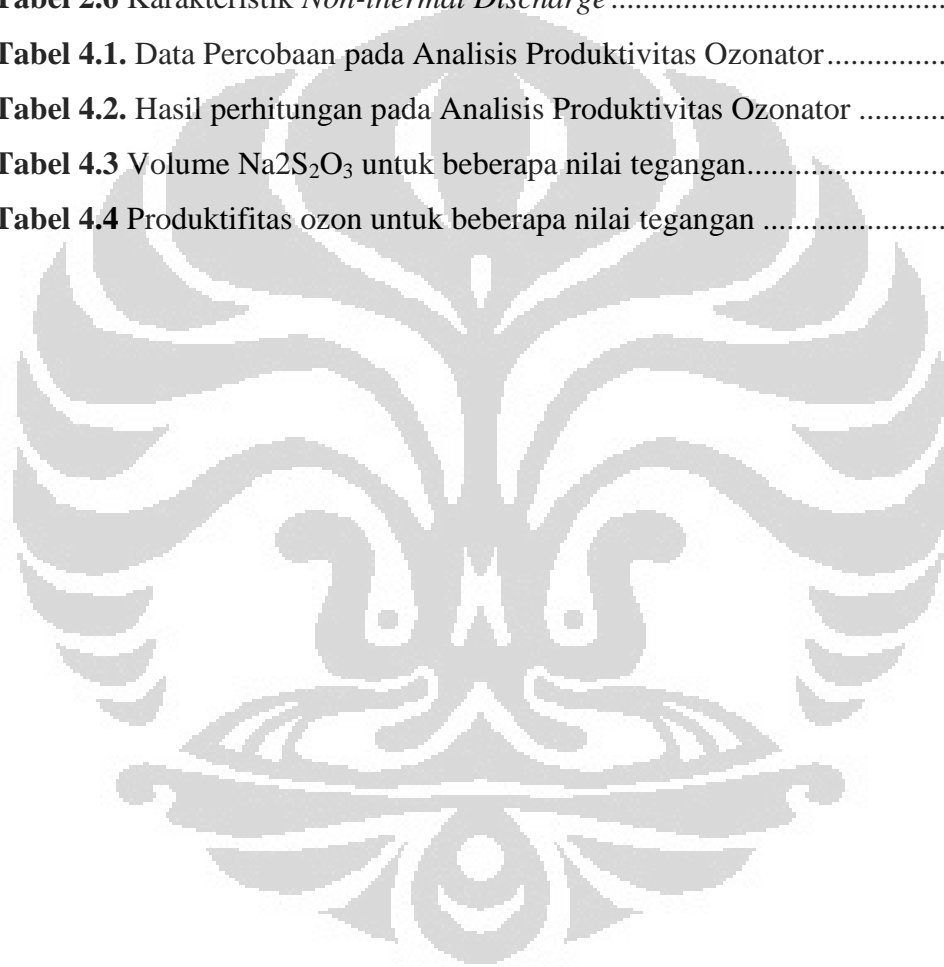 Tabel 2.6 Karakteristik Non-thermal Discharge........................................
Tabel 4.1. Data Percobaan pada Analisis Produktivitas Ozonator...............
Tabel 4.2. Hasil perhitungan pada Analisis Produktivitas Ozonator ...........
Tabel 4.3 Volume Na2S₂O₃ untuk beberapa nilai tegangan.........................
Tabel 4.4 Produktifitas ozon untuk beberapa nilai tegangan .......................